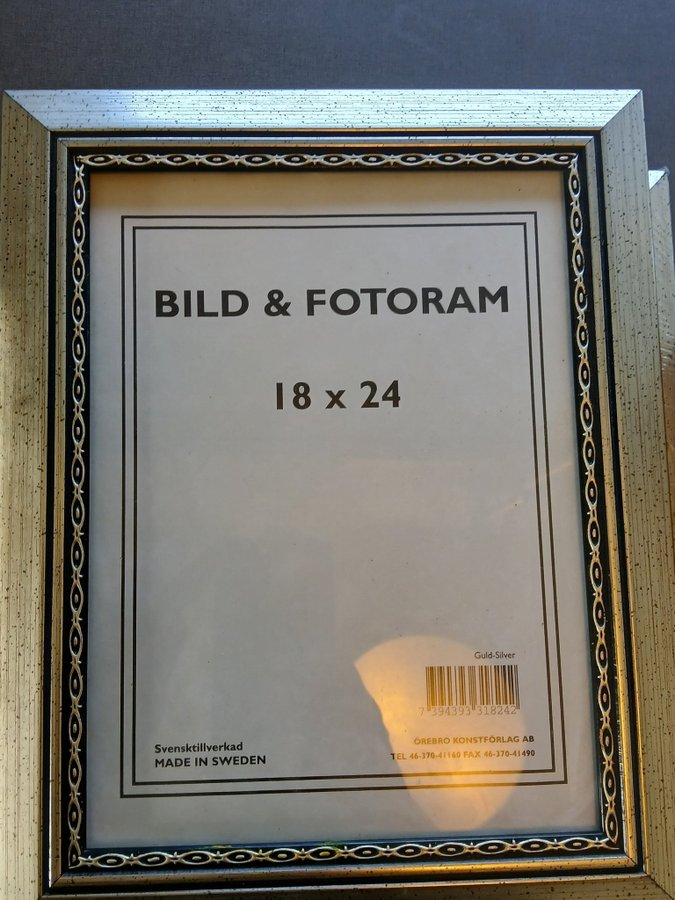 BILD & FOTORAM
18 x 24
Guld-Silver
7 394393 318242
Svensktillverkad
MADE IN SWEDEN
ÖREBRO KONSTFÖRLAG AB
TEL 46-370-41160 FAX 46-370-41490